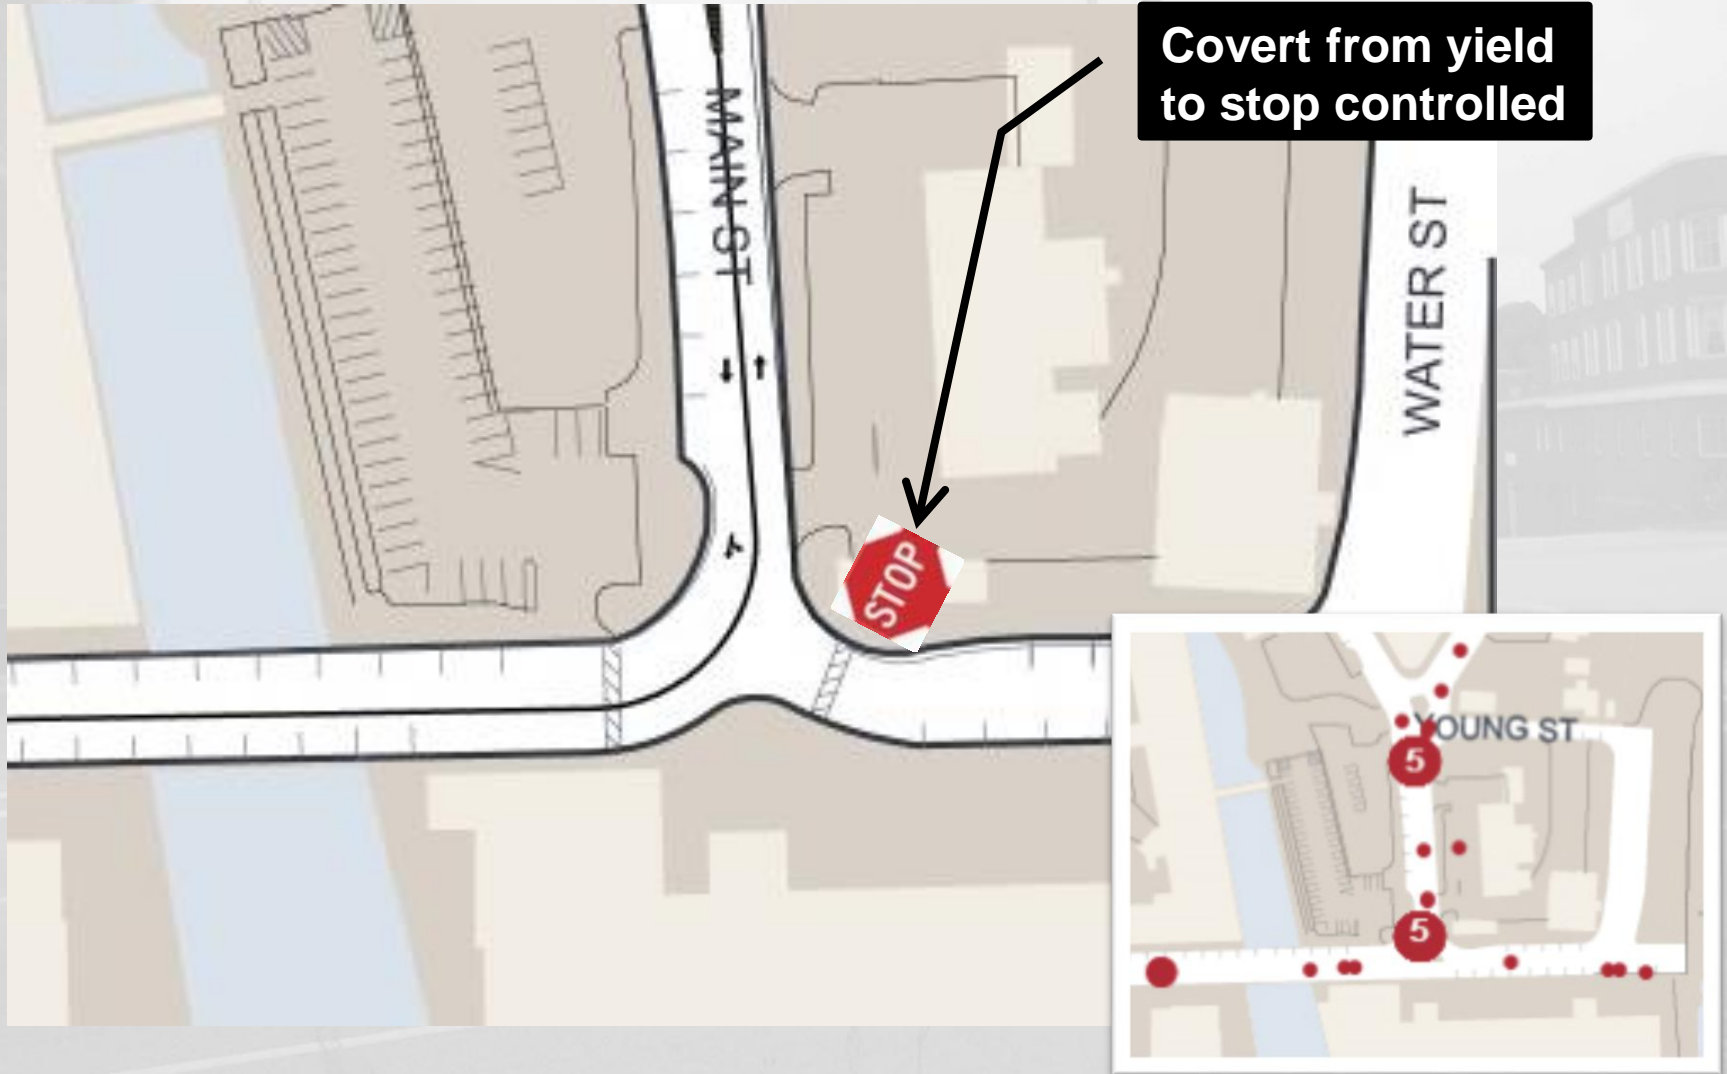 Covert from yield
to stop controlled
MAIN ST
WATER ST
STOP
YOUNG ST
5
5